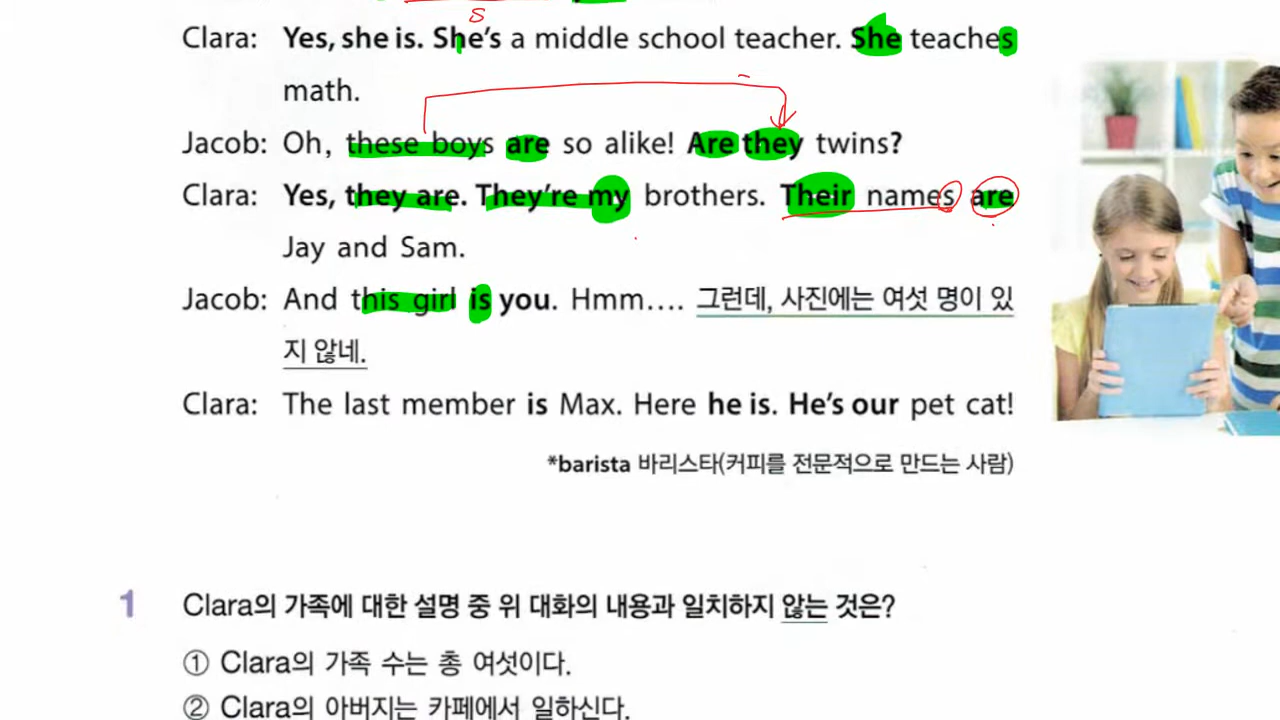 s
Clara: Yes, she is. She's a middle school teacher. She teaches
math.
Jacob: Oh, these boys are so alike! Are they twins?
Clara: Yes, they are. They're my brothers. Their names are
Jay and Sam.
Jacob: And this girl is you. Hmm.... 그런데, 사진에는 여섯 명이 있
지 않네.
Clara: The last member is Max. Here he is. He's our pet cat!
*barista 바리스타(커피를 전문적으로 만드는 사람)
1 Clara의 가족에 대한 설명 중 위 대화의 내용과 일치하지 않는 것은?
① Clara의 가족 수는 총 여섯이다.
② Clara의 아버지는 카페에서 일하신다.